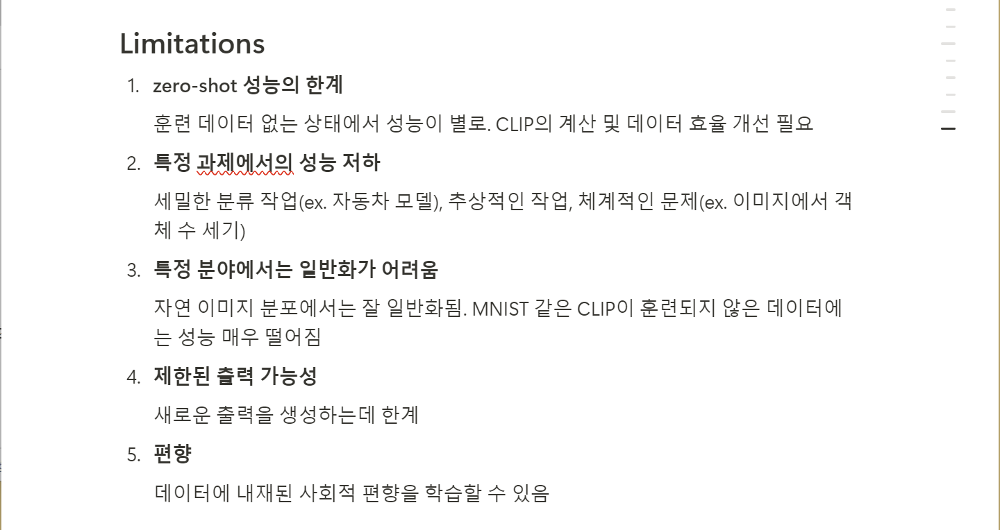 Limitations
1. zero-shot 성능의 한계
훈련 데이터 없는 상태에서 성능이 별로. CLIP의 계산 및 데이터 효율 개선 필요
2. 특정 과제에서의 성능 저하
세밀한 분류 작업(ex. 자동차 모델), 추상적인 작업, 체계적인 문제(ex. 이미지에서 객
체 수 세기)
3. 특정 분야에서는 일반화가 어려움
자연 이미지 분포에서는 잘 일반화됨. MNIST 같은 CLIP이 훈련되지 않은 데이터에
는 성능 매우 떨어짐
4. 제한된 출력 가능성
새로운 출력을 생성하는데 한계
5. 편향
데이터에 내재된 사회적 편향을 학습할 수 있음